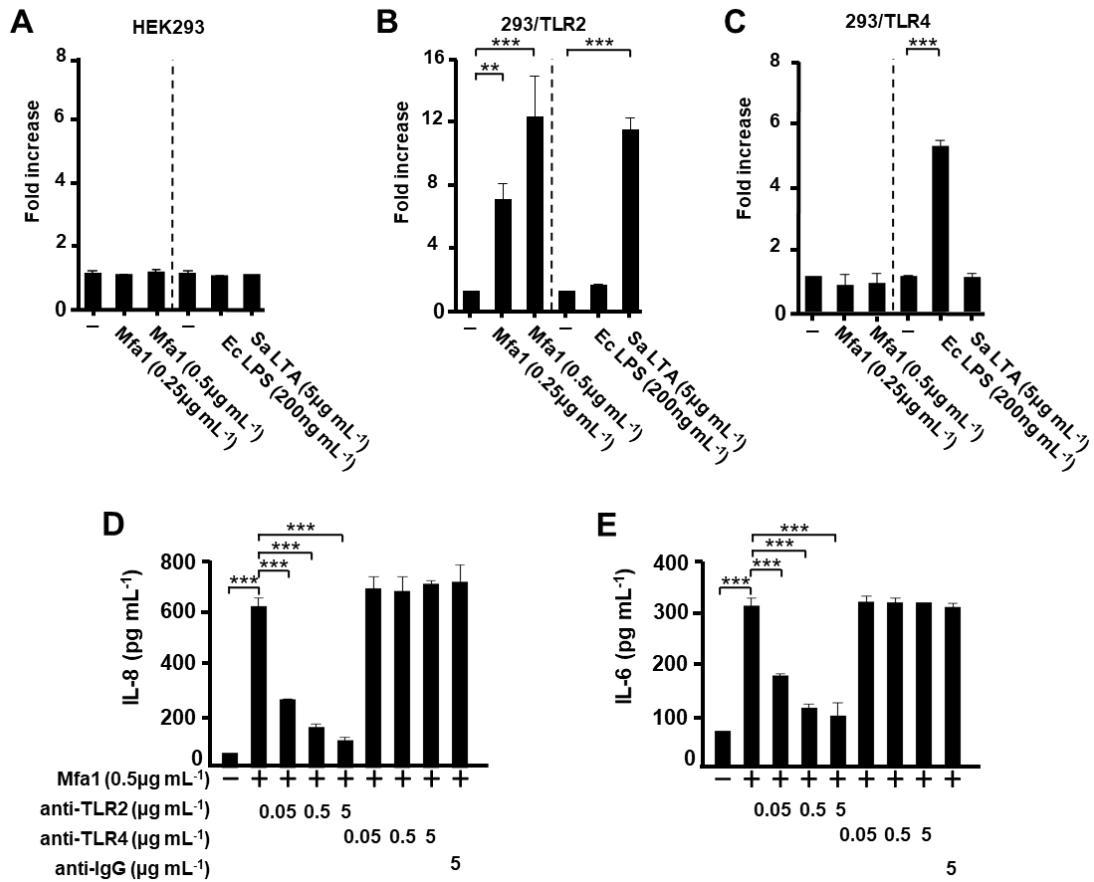 A
HEK293
Fold increase
8
6
4
2
0
–
Mfa1 (0.25µg mL-1)
Mfa1 (0.5µg mL-1)
–
Ec LPS (200ng mL-1)
Sa LTA (5µg mL-1)
B
293/TLR2
Fold increase
16
12
8
4
0
**
***
***
–
Mfa1 (0.25µg mL-1)
Mfa1 (0.5µg mL-1)
–
Ec LPS (200ng mL-1)
Sa LTA (5µg mL-1)
C
293/TLR4
Fold increase
8
6
4
2
0
***
–
Mfa1 (0.25µg mL-1)
Mfa1 (0.5µg mL-1)
–
Ec LPS (200ng mL-1)
Sa LTA (5µg mL-1)
D
IL-8 (pg mL-1)
800
600
400
200
0
***
***
***
***
Mfa1 (0.5µg mL-1) – + + + + + + + +
anti-TLR2 (µg mL-1) 0.05 0.5 5
anti-TLR4 (µg mL-1) 0.05 0.5 5
anti-IgG (µg mL-1) 5
E
IL-6 (pg mL-1)
400
300
200
100
0
***
***
***
***
– + + + + + + + +
0.05 0.5 5
0.05 0.5 5
5